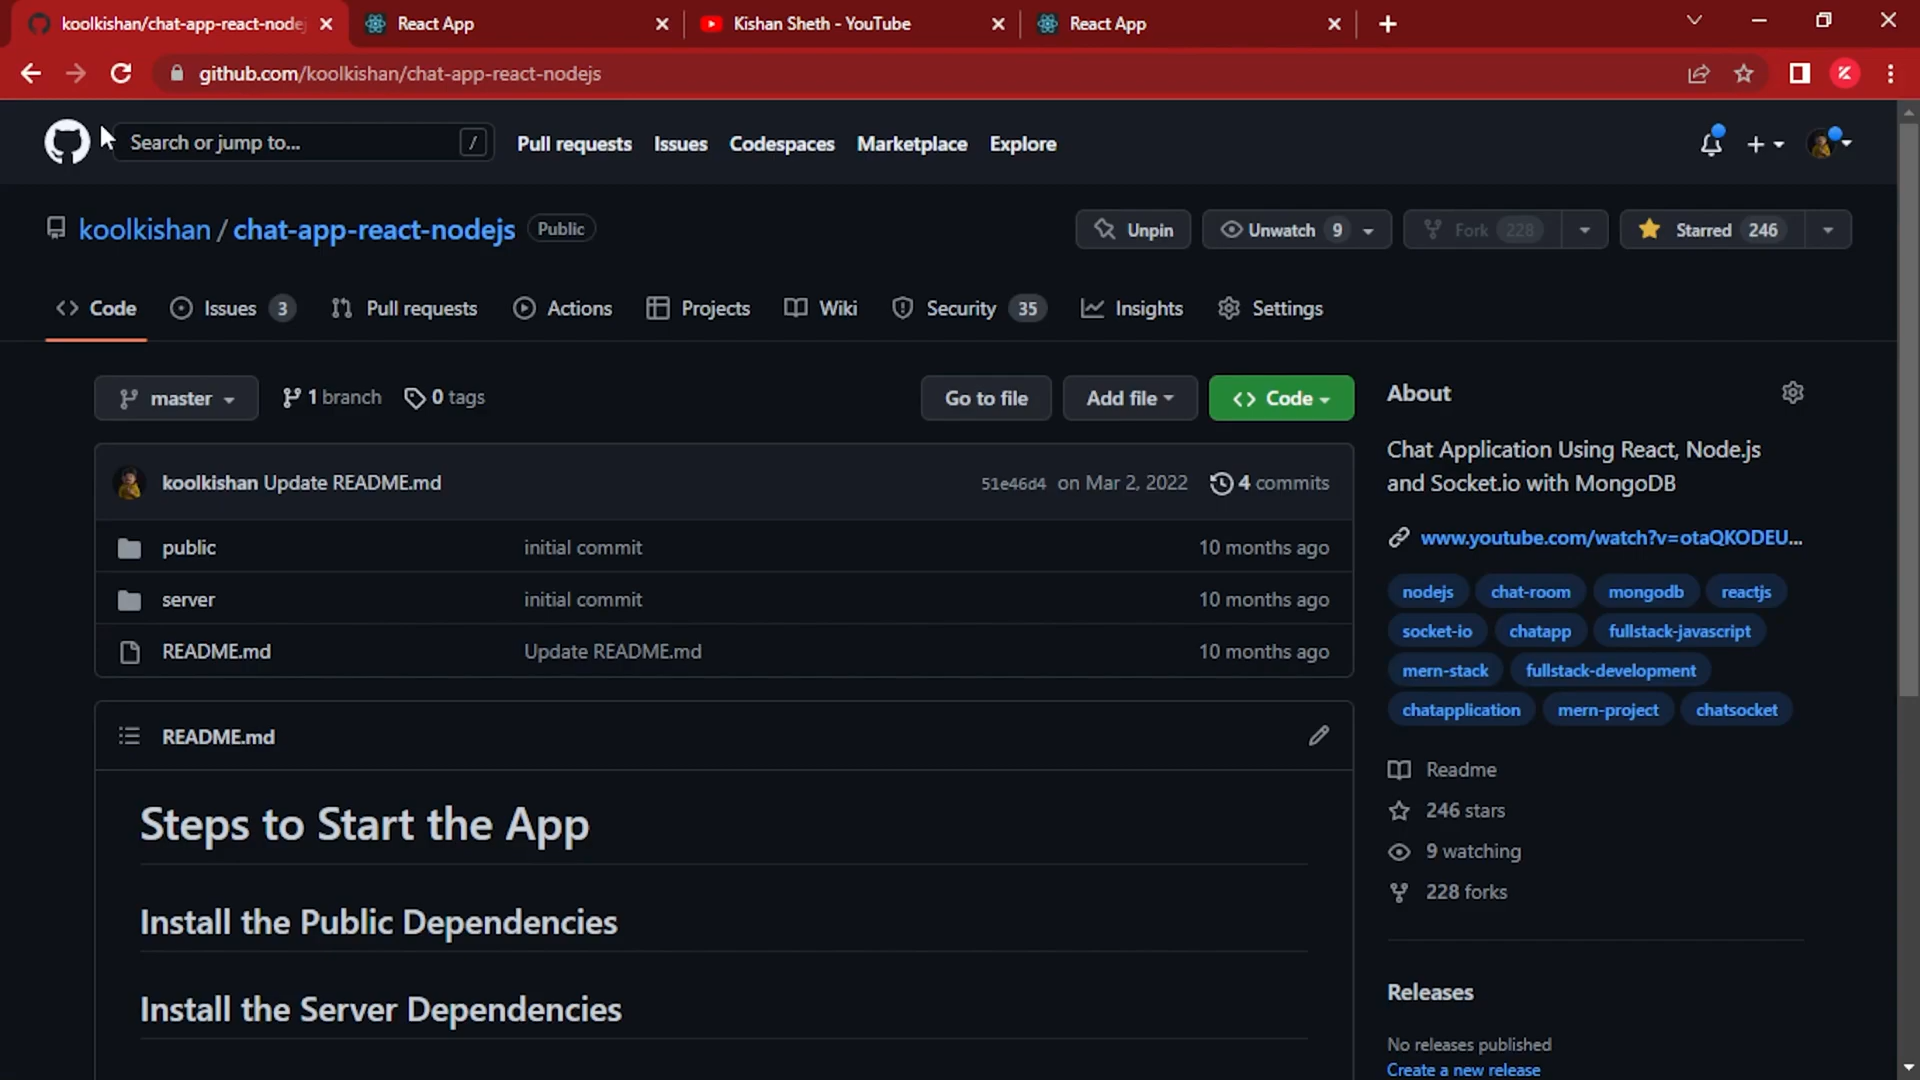 koolkishan/chat-app-react-node
React App
Kishan Sheth - YouTube
React App
github.com/koolkishan/chat-app-react-nodejs
Search or jump to...
/
Pull requests
Issues
Codespaces
Marketplace
Explore
koolkishan / chat-app-react-nodejs
Public
Unpin
Unwatch 9
Fork 228
Starred 246
Code
Issues 3
Pull requests
Actions
Projects
Wiki
Security 35
Insights
Settings
master
1 branch
0 tags
Go to file
Add file
Code
koolkishan Update README.md
51e46d4 on Mar 2, 2022
4 commits
public
initial commit
10 months ago
server
initial commit
10 months ago
README.md
Update README.md
10 months ago
README.md
Steps to Start the App
Install the Public Dependencies
Install the Server Dependencies
About
Chat Application Using React, Node.js
and Socket.io with MongoDB
www.youtube.com/watch?v=otaQKODEU...
nodejs chat-room mongodb reactjs
socket-io chatapp fullstack-javascript
mern-stack fullstack-development
chatapplication mern-project chatsocket
Readme
246 stars
9 watching
228 forks
Releases
No releases published
Create a new release